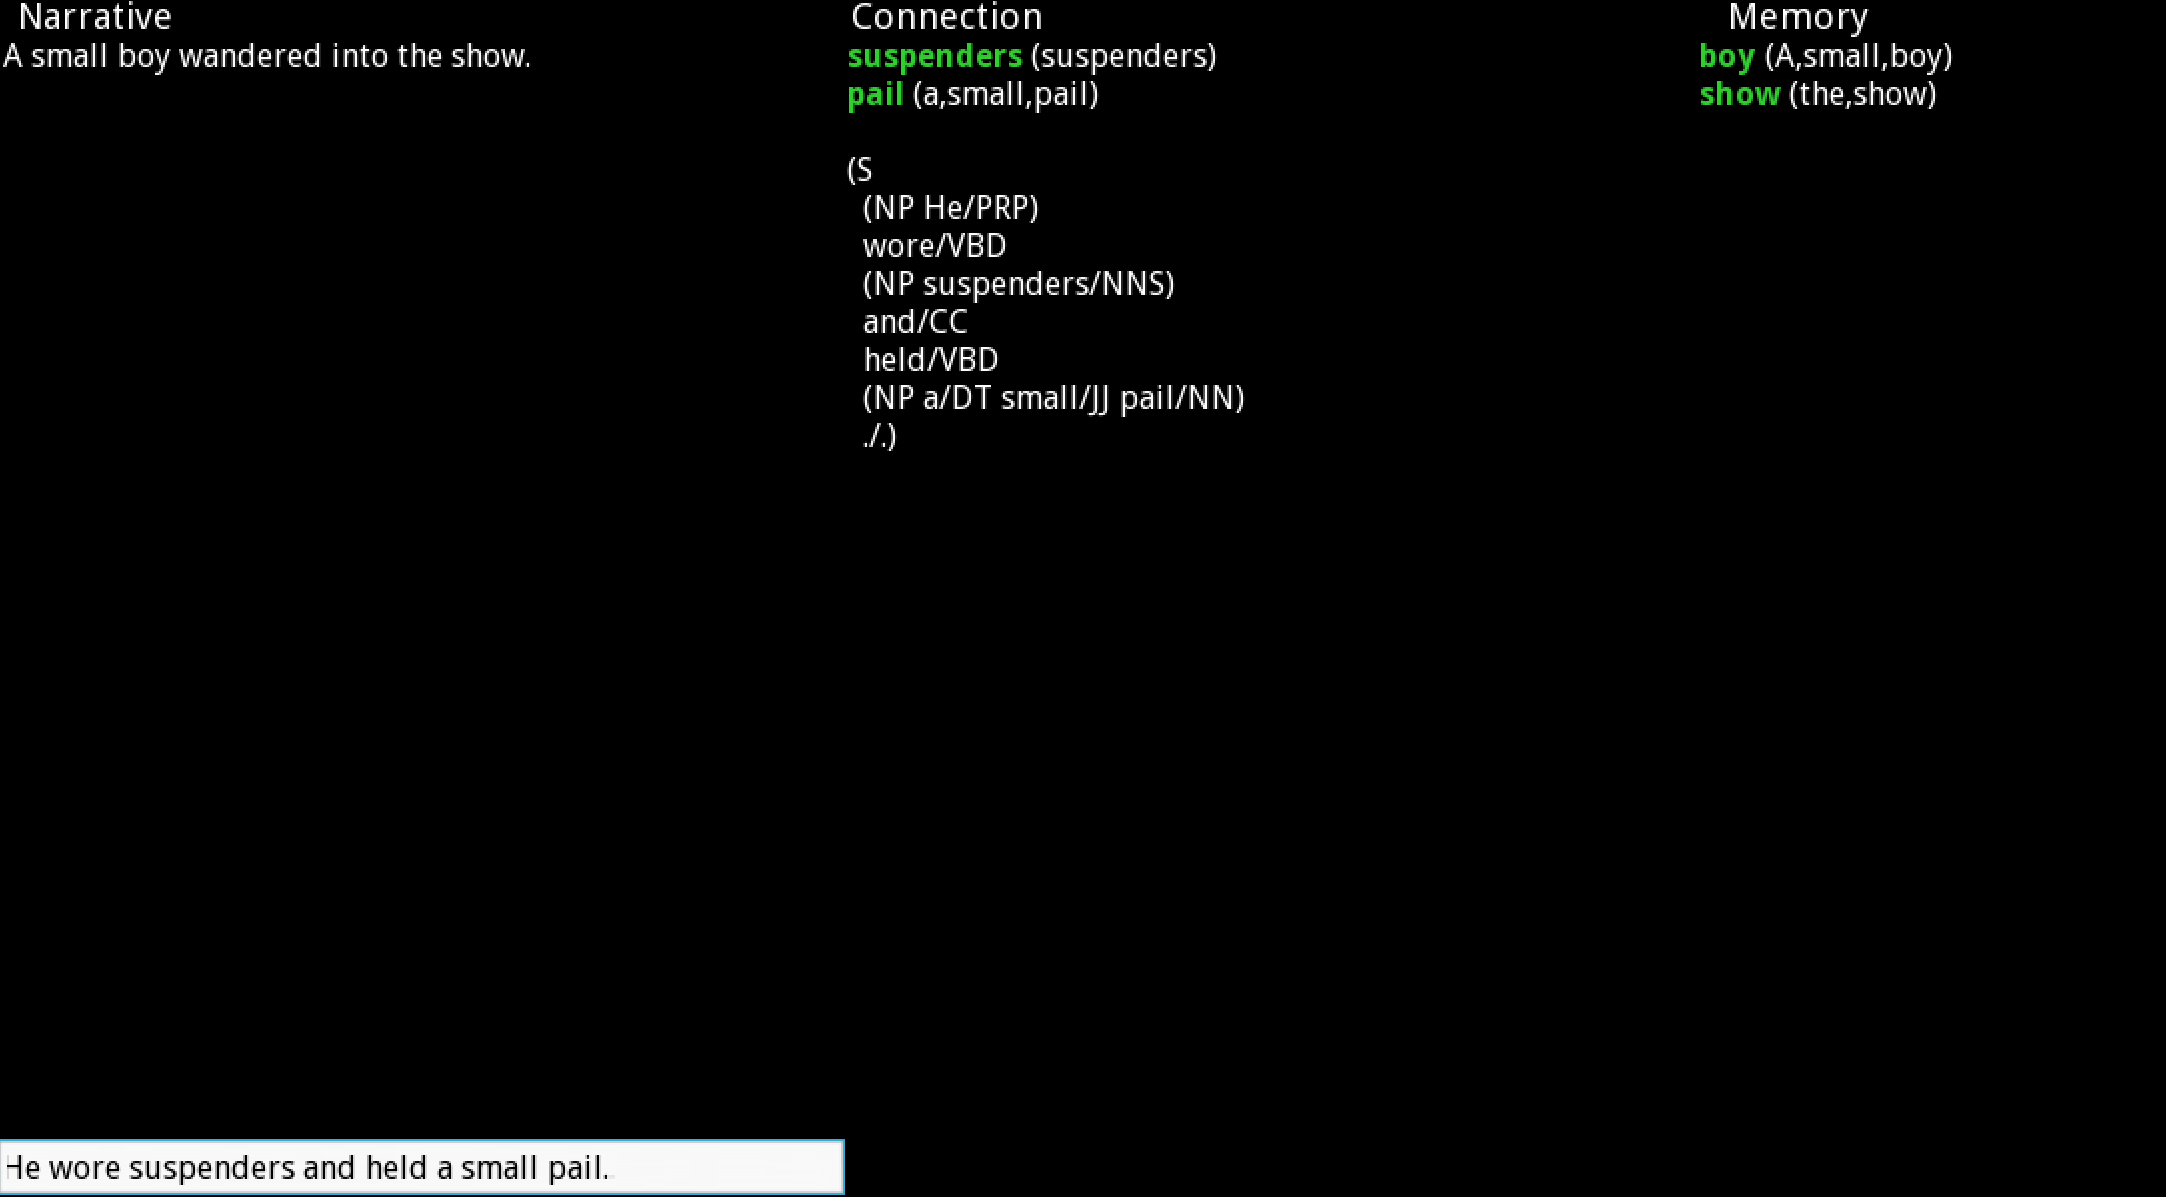 Narrative
A small boy wandered into the show.
Connection
suspenders (suspenders)
pail (a,small,pail)
(S
(NP He/PRP)
wore/VBD
(NP suspenders/NNS)
and/CC
held/VBD
(NP a/DT small/JJ pail/NN)
./.)
Memory
boy (A,small,boy)
show (the,show)
He wore suspenders and held a small pail.